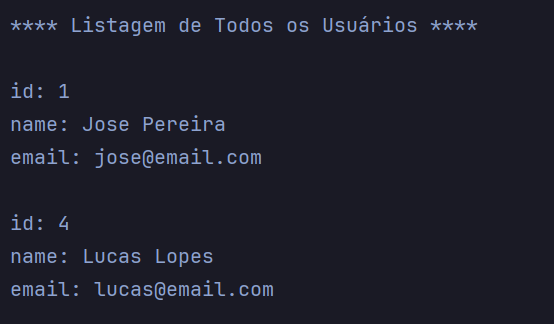 **** Listagem de Todos os Usuários ****
id: 1
name: Jose Pereira
email: jose@email.com
id: 4
name: Lucas Lopes
email: lucas@email.com